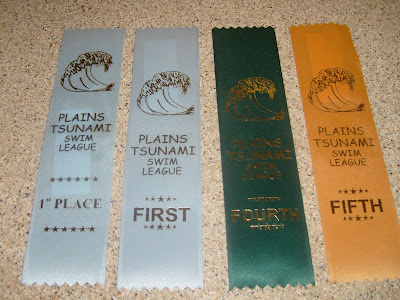 PLAINS
TSUNAMI
SWIM
LEAGUE
1st PLACE
PLAINS
TSUNAMI
SWIM
LEAGUE
FIRST
PLAINS
TSUNAMI
SWIM
LEAGUE
FOURTH
PLAINS
TSUNAMI
SWIM
LEAGUE
FIFTH